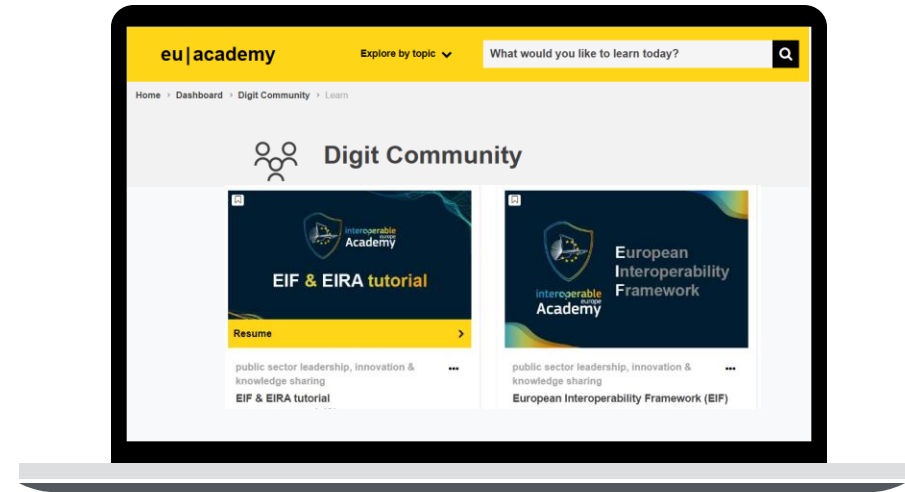 eu|academy
Explore by topic
What would you like to learn today?
Home > Dashboard > Digit Community > Learn
Digit Community
interoperable
europe
Academy
EIF & EIRA tutorial
Resume
public sector leadership, innovation &
knowledge sharing
EIF & EIRA tutorial
interoperable
europe
Academy
European
Interoperability
Framework
public sector leadership, innovation &
knowledge sharing
European Interoperability Framework (EIF)